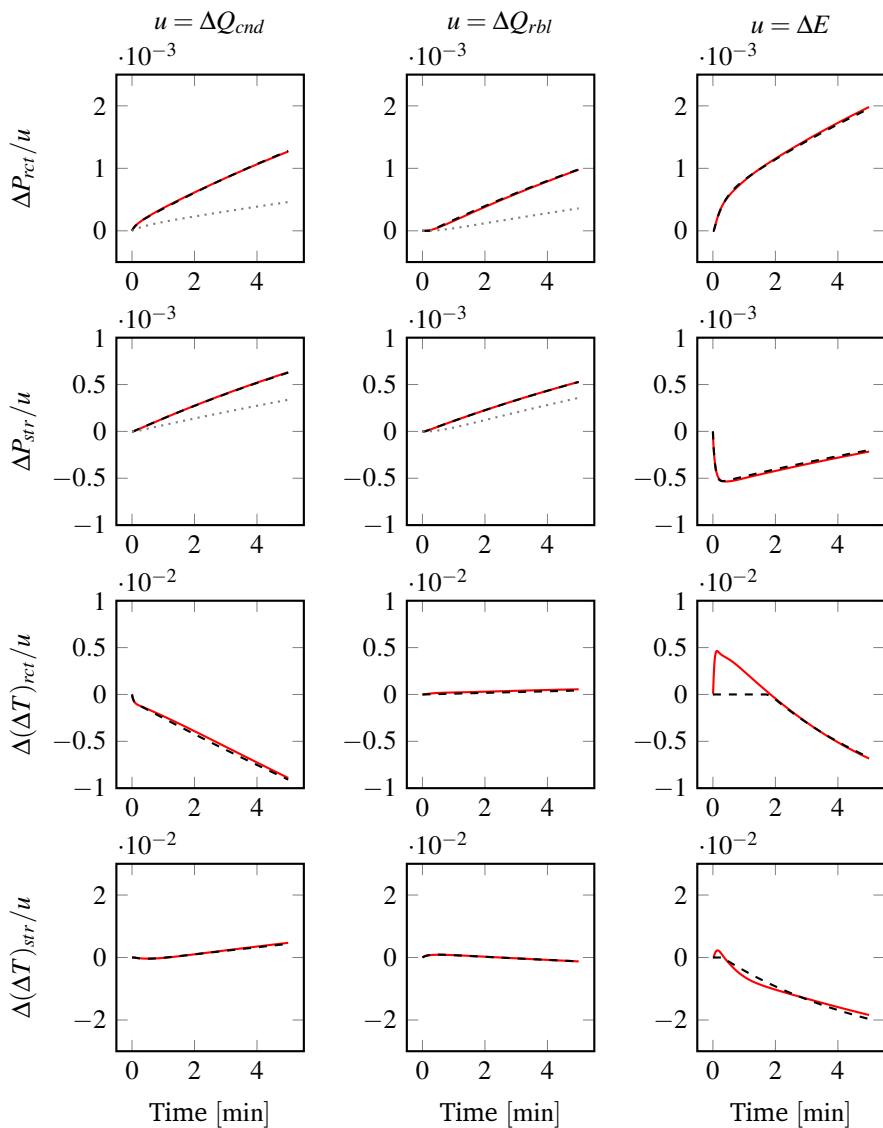 u = ΔQcnd u = ΔQrbl u = ΔE
·10−3 ·10−3 ·10−3
2 2 2
1 1 1
0 0 0
ΔPrct/u
0 2 4 0 2 4 0 2 4
·10−3 ·10−3 ·10−3
1 1 1
0.5 0.5 0.5
0 0 0
−0.5 −0.5 −0.5
−1 −1 −1
ΔPstr/u
0 2 4 0 2 4 0 2 4
·10−2 ·10−2 ·10−2
1 1 1
0.5 0.5 0.5
0 0 0
−0.5 −0.5 −0.5
−1 −1 −1
Δ(ΔT)rct/u
0 2 4 0 2 4 0 2 4
·10−2 ·10−2 ·10−2
2 2 2
0 0 0
−2 −2 −2
Δ(ΔT)str/u
0 2 4 0 2 4 0 2 4
Time [min] Time [min] Time [min]